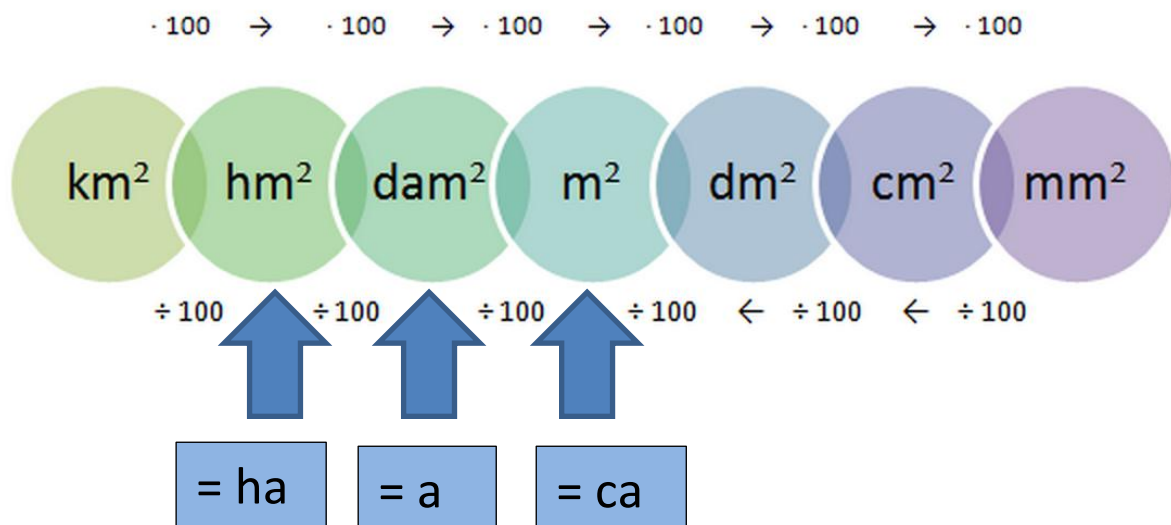 · 100 → · 100 → · 100 → · 100 → · 100 → · 100
km² hm² dam² m² dm² cm² mm²
÷ 100 ÷ 100 ÷ 100 ÷ 100 ← ÷ 100 ← ÷ 100
= ha = a = ca